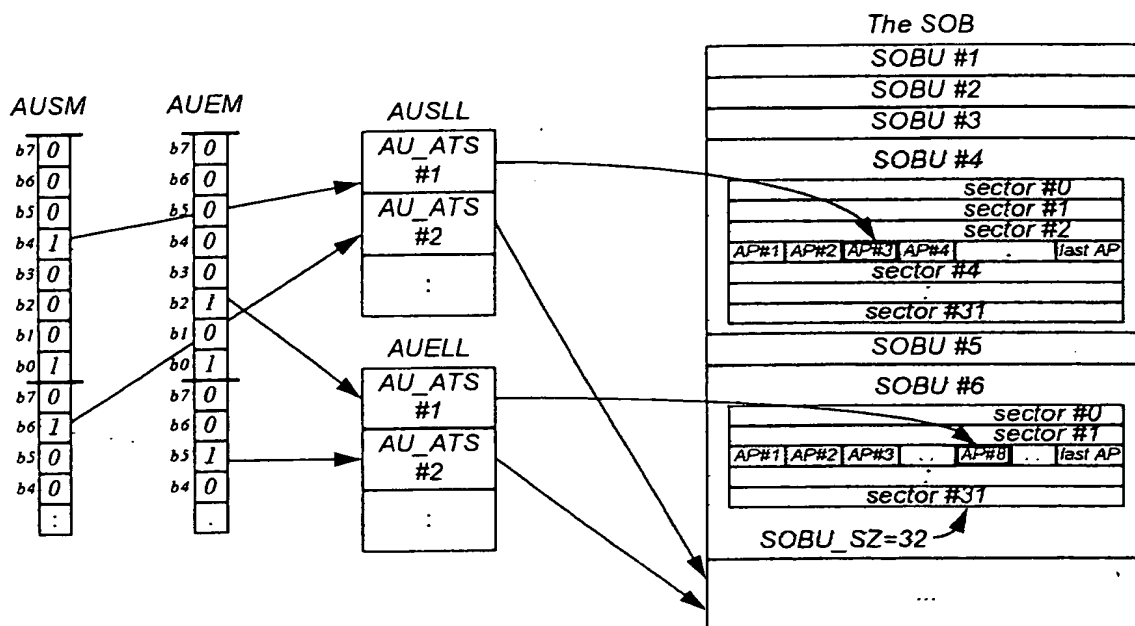 The SOB
SOBU #1
SOBU #2
SOBU #3
SOBU #4
sector #0
sector #1
sector #2
AP#1 AP#2 AP#3 AP#4 . last AP
sector #4
:
sector #31
SOBU #5
SOBU #6
sector #0
sector #1
AP#1 AP#2 AP#3 .. AP#8 .. last AP
:
sector #31
SOBU_SZ=32
...
AUSM
b7 0
b6 0
b5 0
b4 1
b3 0
b2 0
b1 0
b0 1
b7 0
b6 1
b5 0
b4 0
:
AUEM
b7 0
b6 0
b5 0
b4 0
b3 0
b2 1
b1 0
b0 1
b7 0
b6 0
b5 1
b4 0
.
AUSLL
AU_ATS
#1
AU_ATS
#2
:
AUELL
AU_ATS
#1
AU_ATS
#2
: